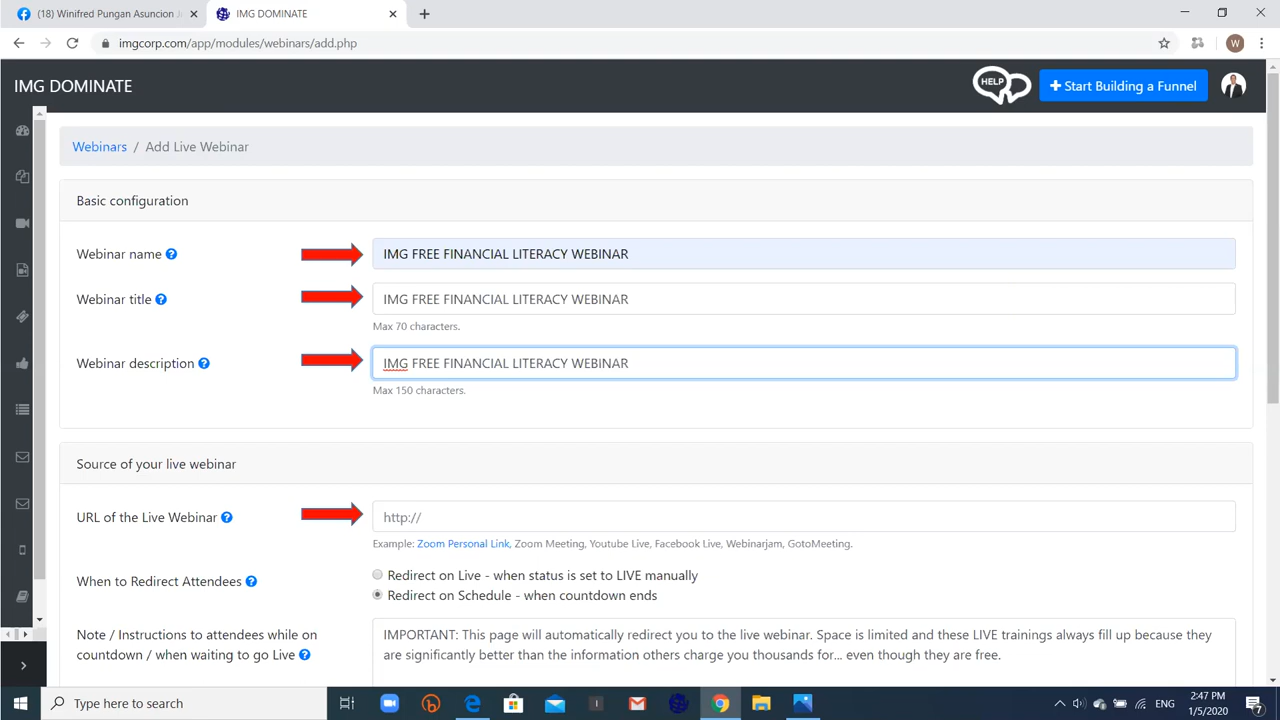 (18) Winifred Pungan Asuncion J
IMG DOMINATE
imgcorp.com/app/modules/webinars/add.php
W
IMG DOMINATE
HELP
Start Building a Funnel
Webinars / Add Live Webinar
Basic configuration
Webinar name ?
IMG FREE FINANCIAL LITERACY WEBINAR
Webinar title ?
IMG FREE FINANCIAL LITERACY WEBINAR
Max 70 characters.
Webinar description ?
IMG FREE FINANCIAL LITERACY WEBINAR
Max 150 characters.
Source of your live webinar
URL of the Live Webinar ?
http://
Example: Zoom Personal Link, Zoom Meeting, Youtube Live, Facebook Live, Webinarjam, GotoMeeting.
When to Redirect Attendees ?
Redirect on Live - when status is set to LIVE manually
Redirect on Schedule - when countdown ends
Note / Instructions to attendees while on
countdown / when waiting to go Live ?
IMPORTANT: This page will automatically redirect you to the live webinar. Space is limited and these LIVE trainings always fill up because they
are significantly better than the information others charge you thousands for... even though they are free.
Type here to search
ENG
2:47 PM
1/5/2020
7